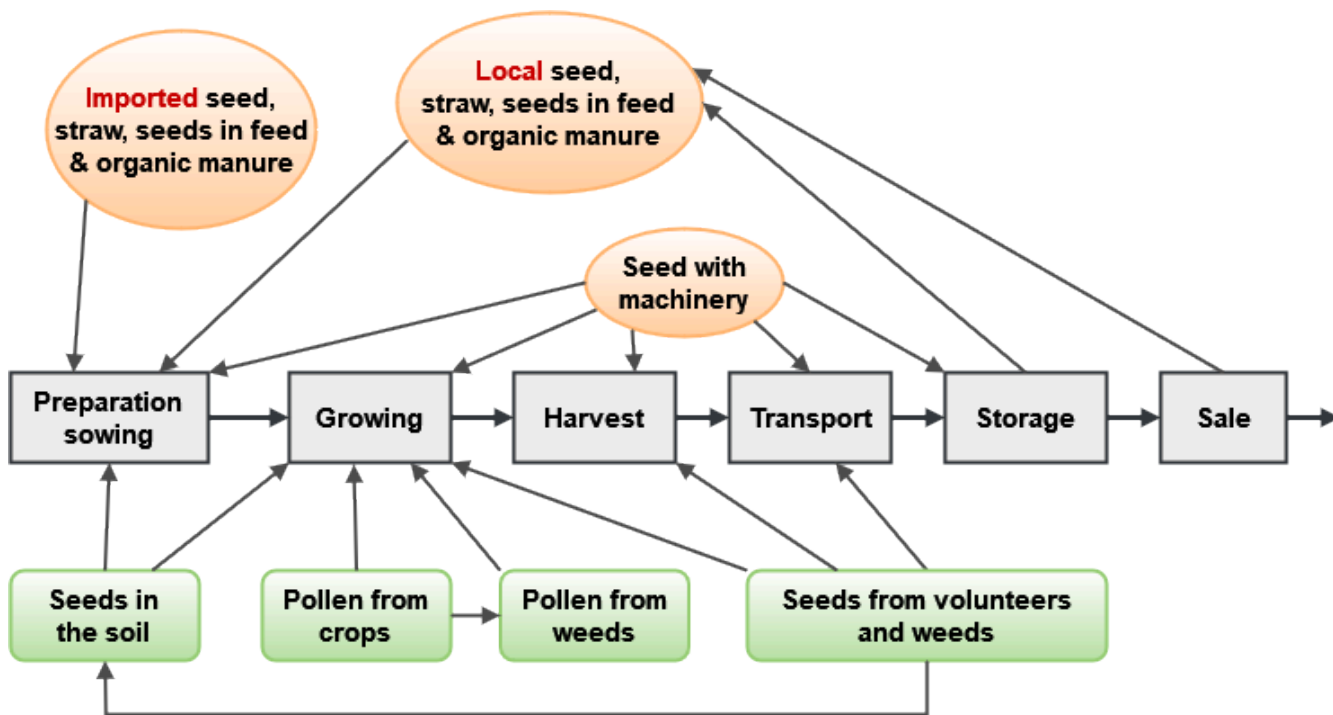 Imported seed,
straw, seeds in feed
& organic manure
Local seed,
straw, seeds in feed
& organic manure
Seed with
machinery
Preparation
sowing
Growing
Harvest
Transport
Storage
Sale
Seeds in
the soil
Pollen from
crops
Pollen from
weeds
Seeds from volunteers
and weeds